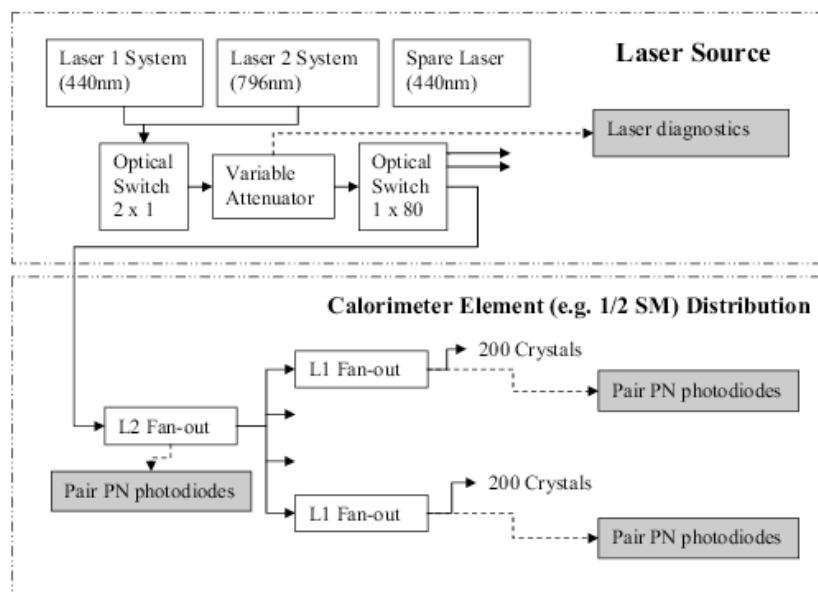 Laser 1 System
(440nm)
Laser 2 System
(796nm)
Spare Laser
(440nm)
Laser Source
Laser diagnostics
Optical
Switch
2 x 1
Variable
Attenuator
Optical
Switch
1 x 80
Calorimeter Element (e.g. 1/2 SM) Distribution
L1 Fan-out
200 Crystals
Pair PN photodiodes
L2 Fan-out
Pair PN photodiodes
L1 Fan-out
200 Crystals
Pair PN photodiodes